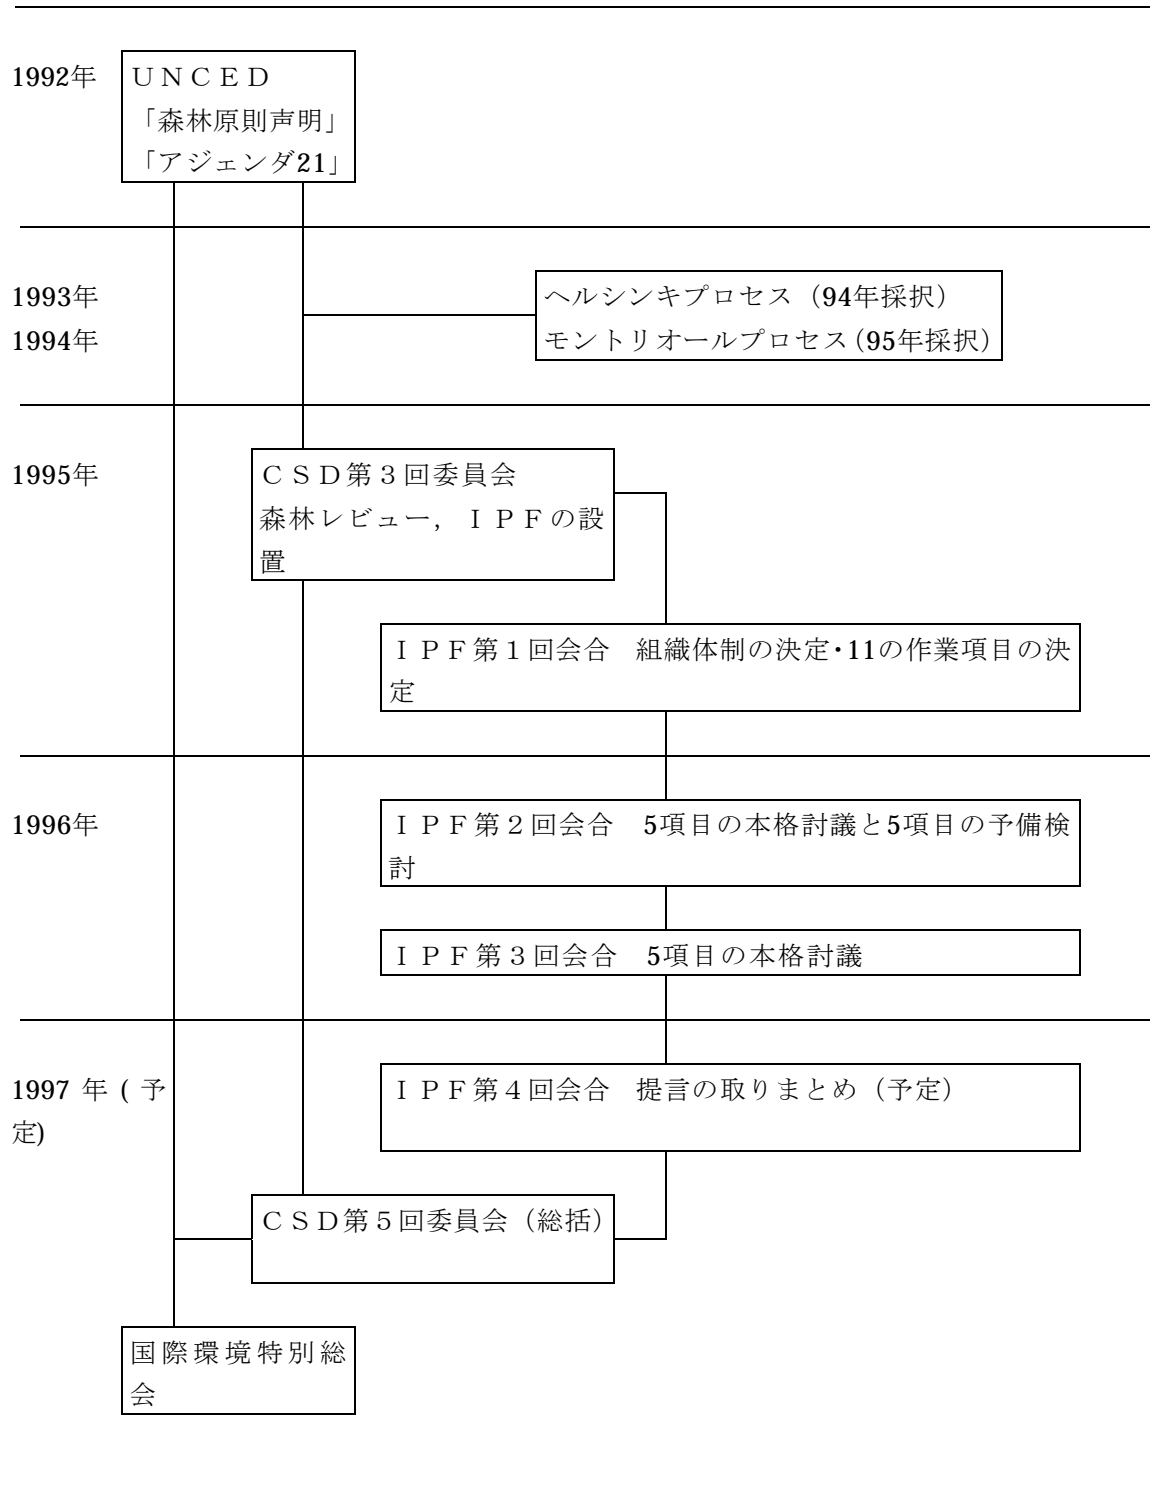 1992年 ＵＮＣＥＤ
「森林原則声明」
「アジェンダ21」
1993年 ヘルシンキプロセス（94年採択）
1994年 モントリオールプロセス（95年採択）
1995年 ＣＳＤ第３回委員会
森林レビュー，ＩＰＦの設
置
ＩＰＦ第１回会合　組織体制の決定・11の作業項目の決
定
1996年 ＩＰＦ第２回会合　5項目の本格討議と5項目の予備検
討
ＩＰＦ第３回会合　5項目の本格討議
1997年(予 ＩＰＦ第４回会合　提言の取りまとめ（予定）
定)
ＣＳＤ第５回委員会（総括）
国際環境特別総
会